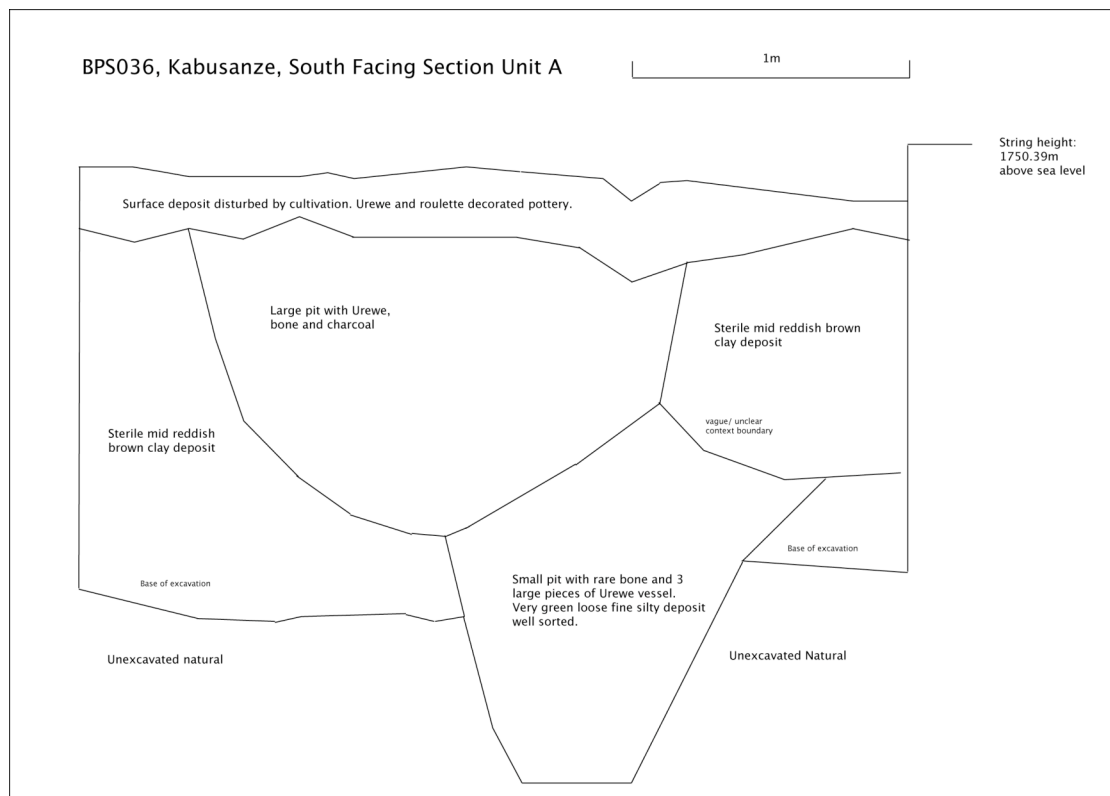 BPS036, Kabusanze, South Facing Section Unit A
1m
String height:
1750.39m
above sea level
Surface deposit disturbed by cultivation. Urewe and roulette decorated pottery.
Large pit with Urewe,
bone and charcoal
Sterile mid reddish brown
clay deposit
vague/ unclear
context boundary
Sterile mid reddish
brown clay deposit
Base of excavation
Base of excavation
Small pit with rare bone and 3
large pieces of Urewe vessel.
Very green loose fine silty deposit
well sorted.
Unexcavated natural
Unexcavated Natural